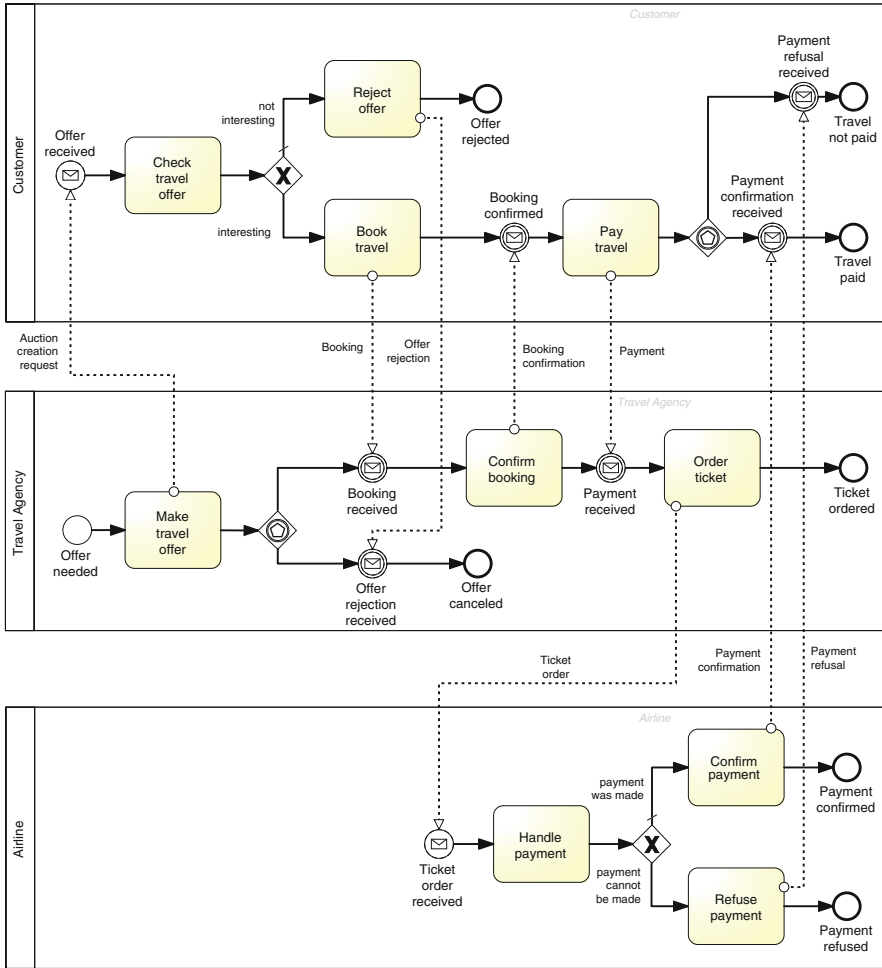 Customer
Customer
Payment
refusal
received
Reject
offer
not
interesting
Offer
rejected
Travel
not paid
Offer
received
Check
travel
offer
interesting
Book
travel
Booking
confirmed
Pay
travel
Payment
confirmation
received
Travel
paid
Auction
creation
request
Booking
Offer
rejection
Booking
confirmation
Payment
Travel Agency
Travel Agency
Confirm
booking
Order
ticket
Booking
received
Payment
received
Ticket
ordered
Make
travel
offer
Offer
needed
Offer
rejection
received
Offer
canceled
Ticket
order
Payment
confirmation
Payment
refusal
Airline
Airline
Confirm
payment
payment
was made
Payment
confirmed
Handle
payment
Ticket
order
received
payment
cannot
be made
Refuse
payment
Payment
refused